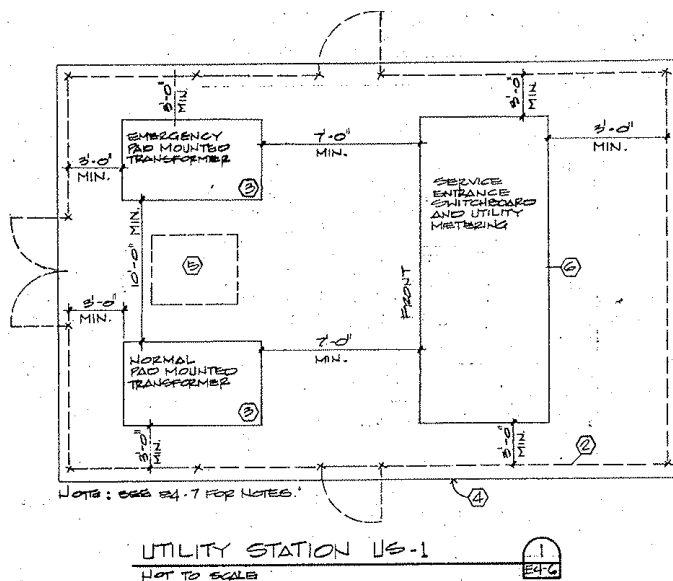 3'-0"
MIN.
3'-0"
MIN.
EMERGENCY
PAD MOUNTED
TRANSFORMER
3
7'-0"
MIN.
3'-0"
MIN.
3'-0"
MIN.
SERVICE
ENTRANCE
SWITCHBOARD
AND UTILITY
METERING
10'-0" MIN.
5
6
FRONT
3'-0"
MIN.
7'-0"
MIN.
NORMAL
PAD MOUNTED
TRANSFORMER
3
3'-0"
MIN.
3'-0"
MIN.
2
NOTE: SEE E4-7 FOR NOTES.
4
UTILITY STATION US-1
NOT TO SCALE
1
E4-6